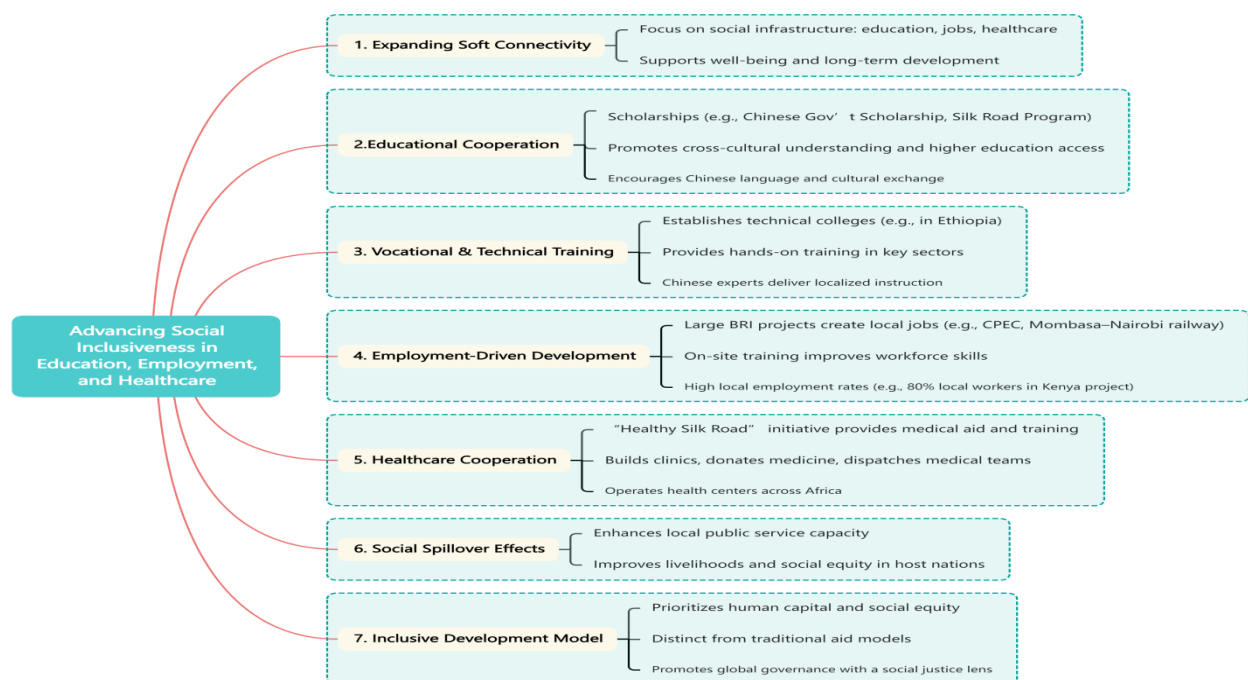 Advancing Social
Inclusiveness in
Education, Employment,
and Healthcare
1. Expanding Soft Connectivity
Focus on social infrastructure: education, jobs, healthcare
Supports well-being and long-term development
2.Educational Cooperation
Scholarships (e.g., Chinese Gov’t Scholarship, Silk Road Program)
Promotes cross-cultural understanding and higher education access
Encourages Chinese language and cultural exchange
3. Vocational & Technical Training
Establishes technical colleges (e.g., in Ethiopia)
Provides hands-on training in key sectors
Chinese experts deliver localized instruction
4. Employment-Driven Development
Large BRI projects create local jobs (e.g., CPEC, Mombasa–Nairobi railway)
On-site training improves workforce skills
High local employment rates (e.g., 80% local workers in Kenya project)
5. Healthcare Cooperation
“Healthy Silk Road” initiative provides medical aid and training
Builds clinics, donates medicine, dispatches medical teams
Operates health centers across Africa
6. Social Spillover Effects
Enhances local public service capacity
Improves livelihoods and social equity in host nations
7. Inclusive Development Model
Prioritizes human capital and social equity
Distinct from traditional aid models
Promotes global governance with a social justice lens